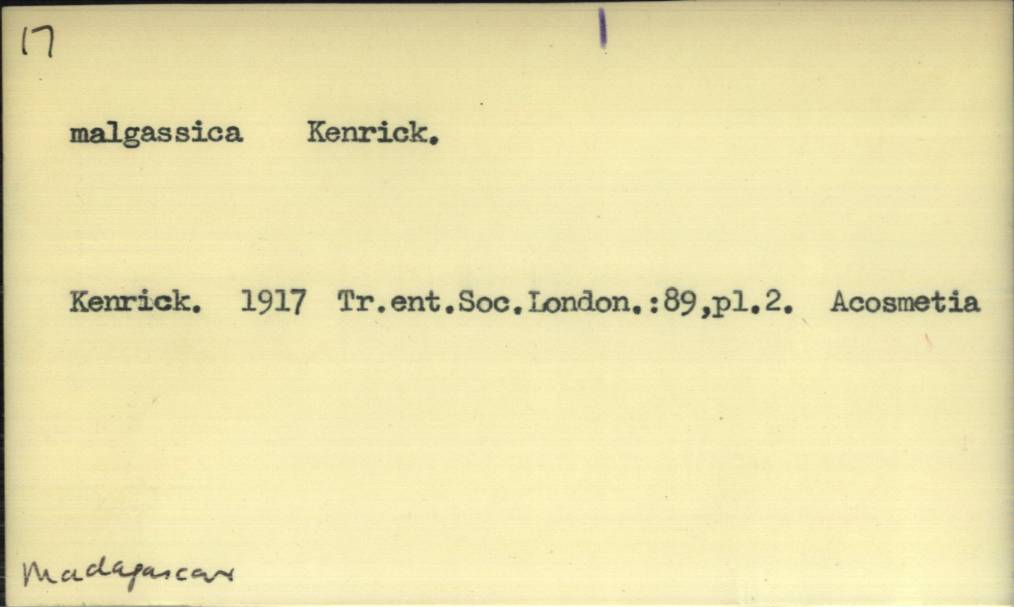 17
malgassica Kenrick.
Kenrick. 1917 Tr.ent.Soc.London.:89,pl.2. Acosmetia
Madagascar